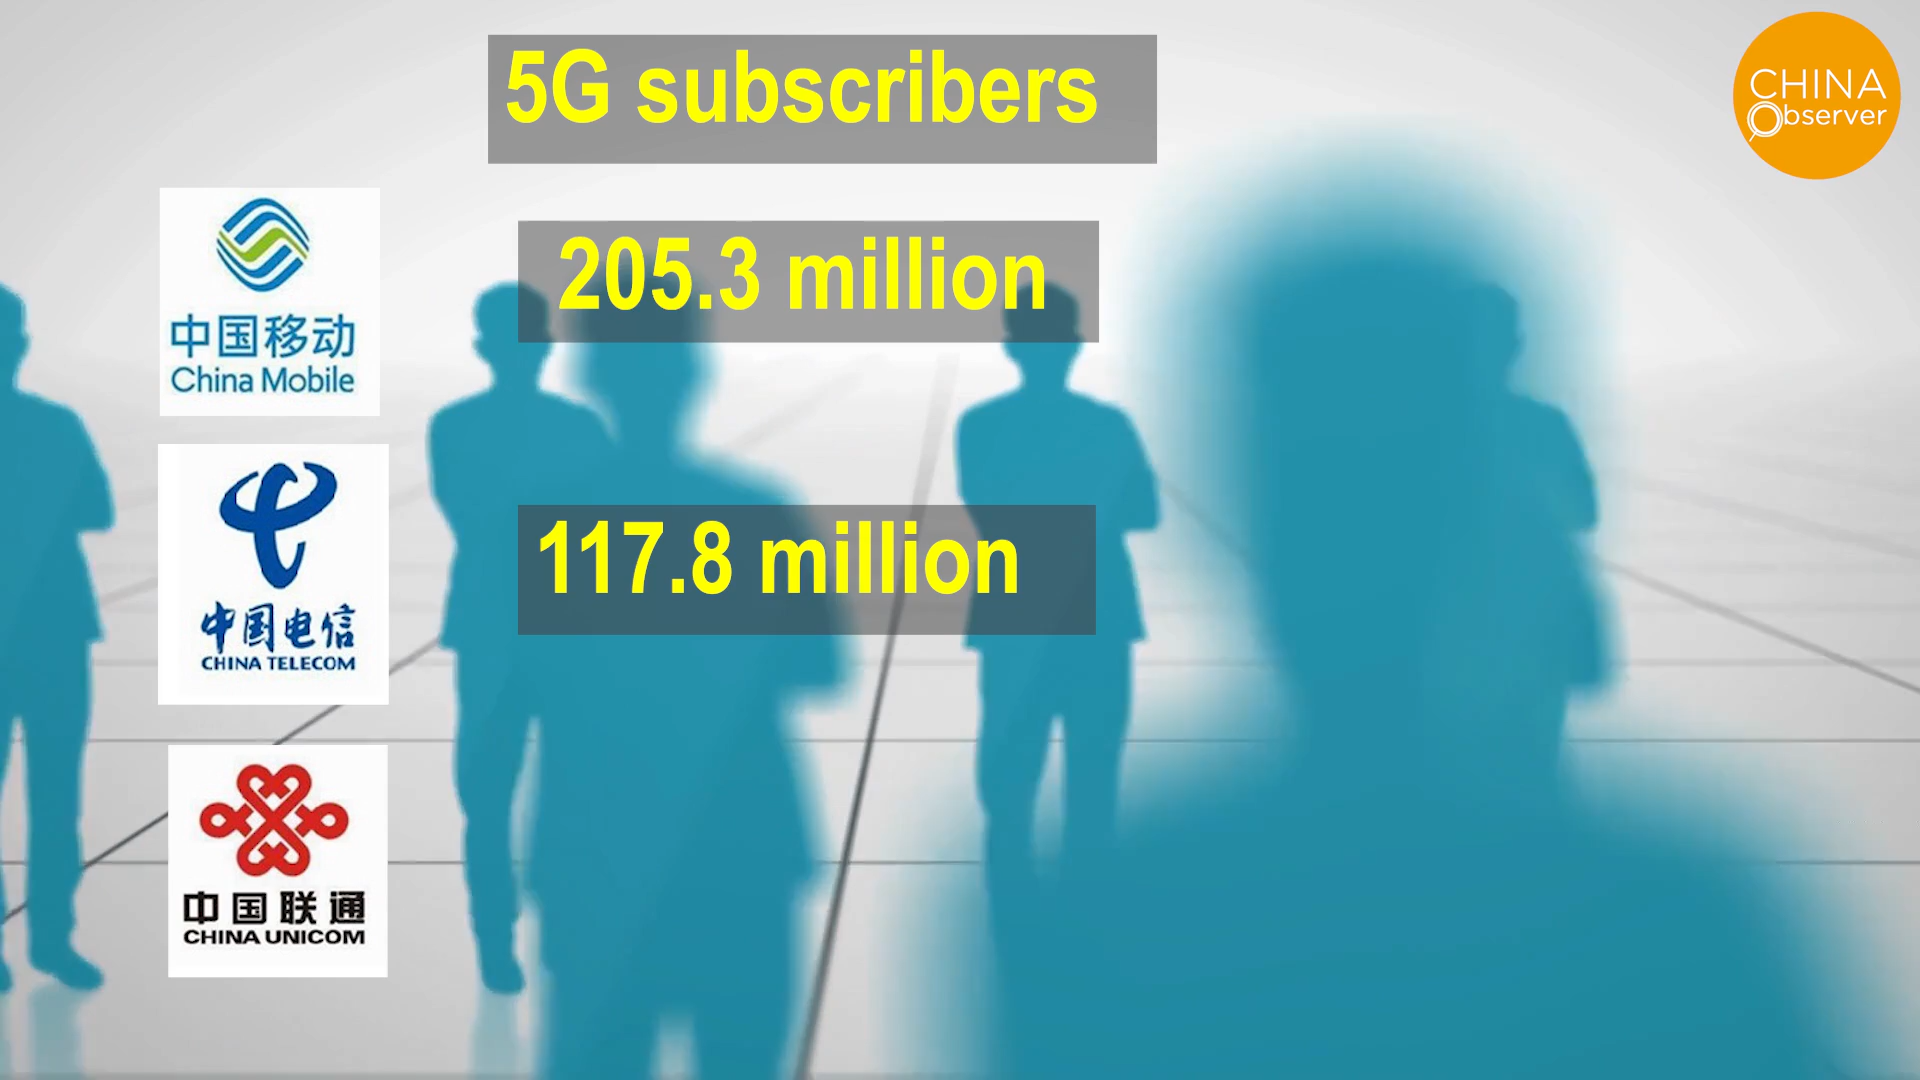 5G subscribers
CHINA
Observer
205.3 million
中国移动
China Mobile
117.8 million
中国电信
CHINA TELECOM
中国联通
CHINA UNICOM